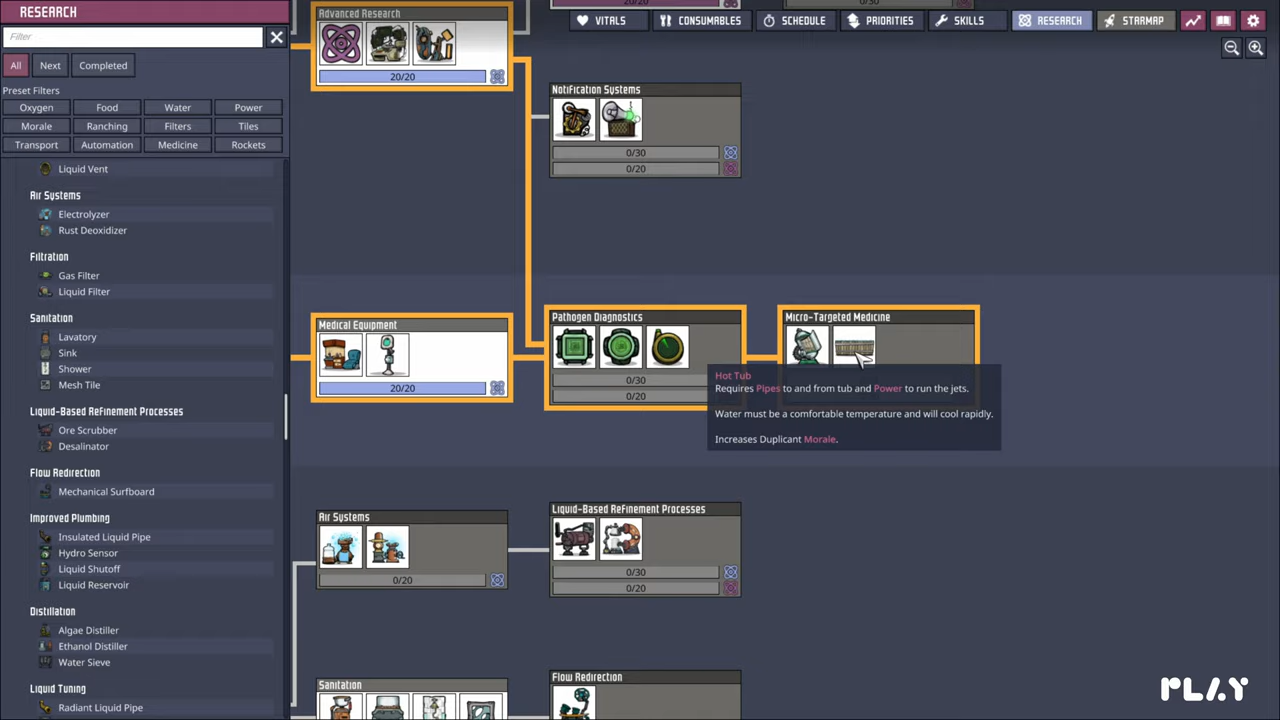 RESEARCH
Filter
All
Next
Completed
Preset Filters
Oxygen
Food
Water
Power
Morale
Ranching
Filters
Tiles
Transport
Automation
Medicine
Rockets
Liquid Vent
Air Systems
Electrolyzer
Rust Deoxidizer
Filtration
Gas Filter
Liquid Filter
Sanitation
Lavatory
Sink
Shower
Mesh Tile
Liquid-Based Refinement Processes
Ore Scrubber
Desalinator
Flow Redirection
Mechanical Surfboard
Improved Plumbing
Insulated Liquid Pipe
Hydro Sensor
Liquid Shutoff
Liquid Reservoir
Distillation
Algae Distiller
Ethanol Distiller
Water Sieve
Liquid Tuning
Radiant Liquid Pipe
20/20
VITALS
CONSUMABLES
SCHEDULE
PRIORITIES
SKILLS
RESEARCH
STARMAP
Advanced Research
20/20
Notification Systems
0/30
0/20
Medical Equipment
20/20
Pathogen Diagnostics
0/30
0/20
Micro-Targeted Medicine
Hot Tub
Requires Pipes to and from tub and Power to run the jets.
Water must be a comfortable temperature and will cool rapidly.
Increases Duplicant Morale.
Air Systems
0/20
Liquid-Based Refinement Processes
0/30
0/20
Sanitation
Flow Redirection
PLAY